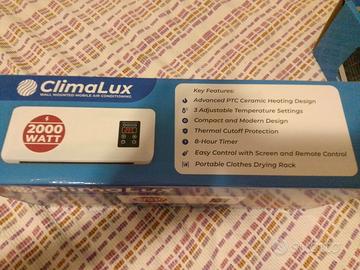 ClimaLux
WALL MOUNTED MOBILE AIR CONDITIONING
2000
WATT
Key Features:
Advanced PTC Ceramic Heating Design
3 Adjustable Temperature Settings
Compact and Modern Design
Thermal Cutoff Protection
8-Hour Timer
Easy Control with Screen and Remote Control
Portable Clothes Drying Rack
subito